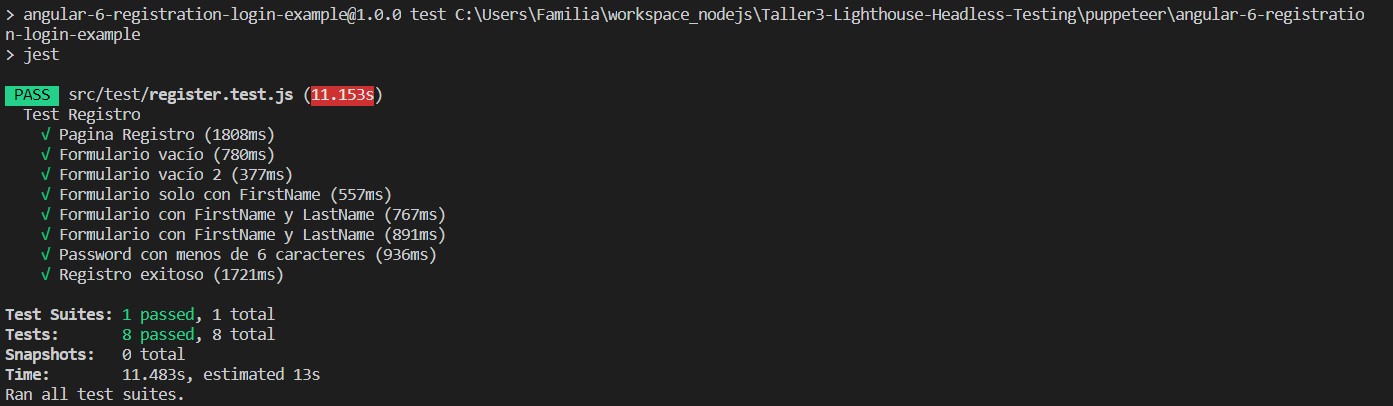 > angular-6-registration-login-example@1.0.0 test C:\Users\Familia\workspace_nodejs\Taller3-Lighthouse-Headless-Testing\puppeteer\angular-6-registratio
n-login-example
> jest
PASS src/test/register.test.js (11.153s)
Test Registro
√ Pagina Registro (1808ms)
√ Formulario vacío (780ms)
√ Formulario vacío 2 (377ms)
√ Formulario solo con FirstName (557ms)
√ Formulario con FirstName y LastName (767ms)
√ Formulario con FirstName y LastName (891ms)
√ Password con menos de 6 caracteres (936ms)
√ Registro exitoso (1721ms)
Test Suites: 1 passed, 1 total
Tests: 8 passed, 8 total
Snapshots: 0 total
Time: 11.483s, estimated 13s
Ran all test suites.